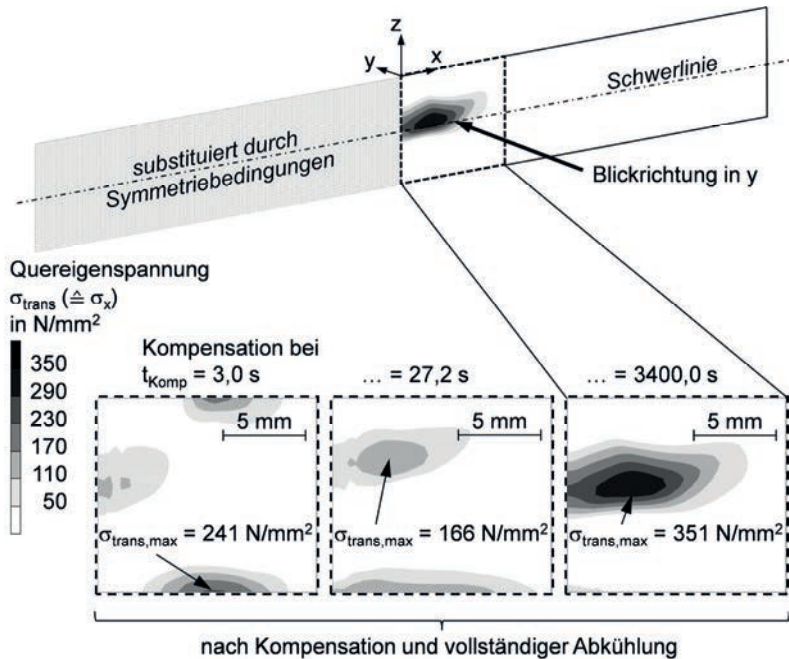 z
y
x
Schwerlinie
substituiert durch
Symmetriebedingungen
Blickrichtung in y
Quereigenspannung
σtrans (≙ σx)
in N/mm²
350
290
230
170
110
50
Kompensation bei
tKomp = 3,0 s
... = 27,2 s
... = 3400,0 s
5 mm
5 mm
5 mm
σtrans,max = 241 N/mm²
σtrans,max = 166 N/mm²
σtrans,max = 351 N/mm²
nach Kompensation und vollständiger Abkühlung